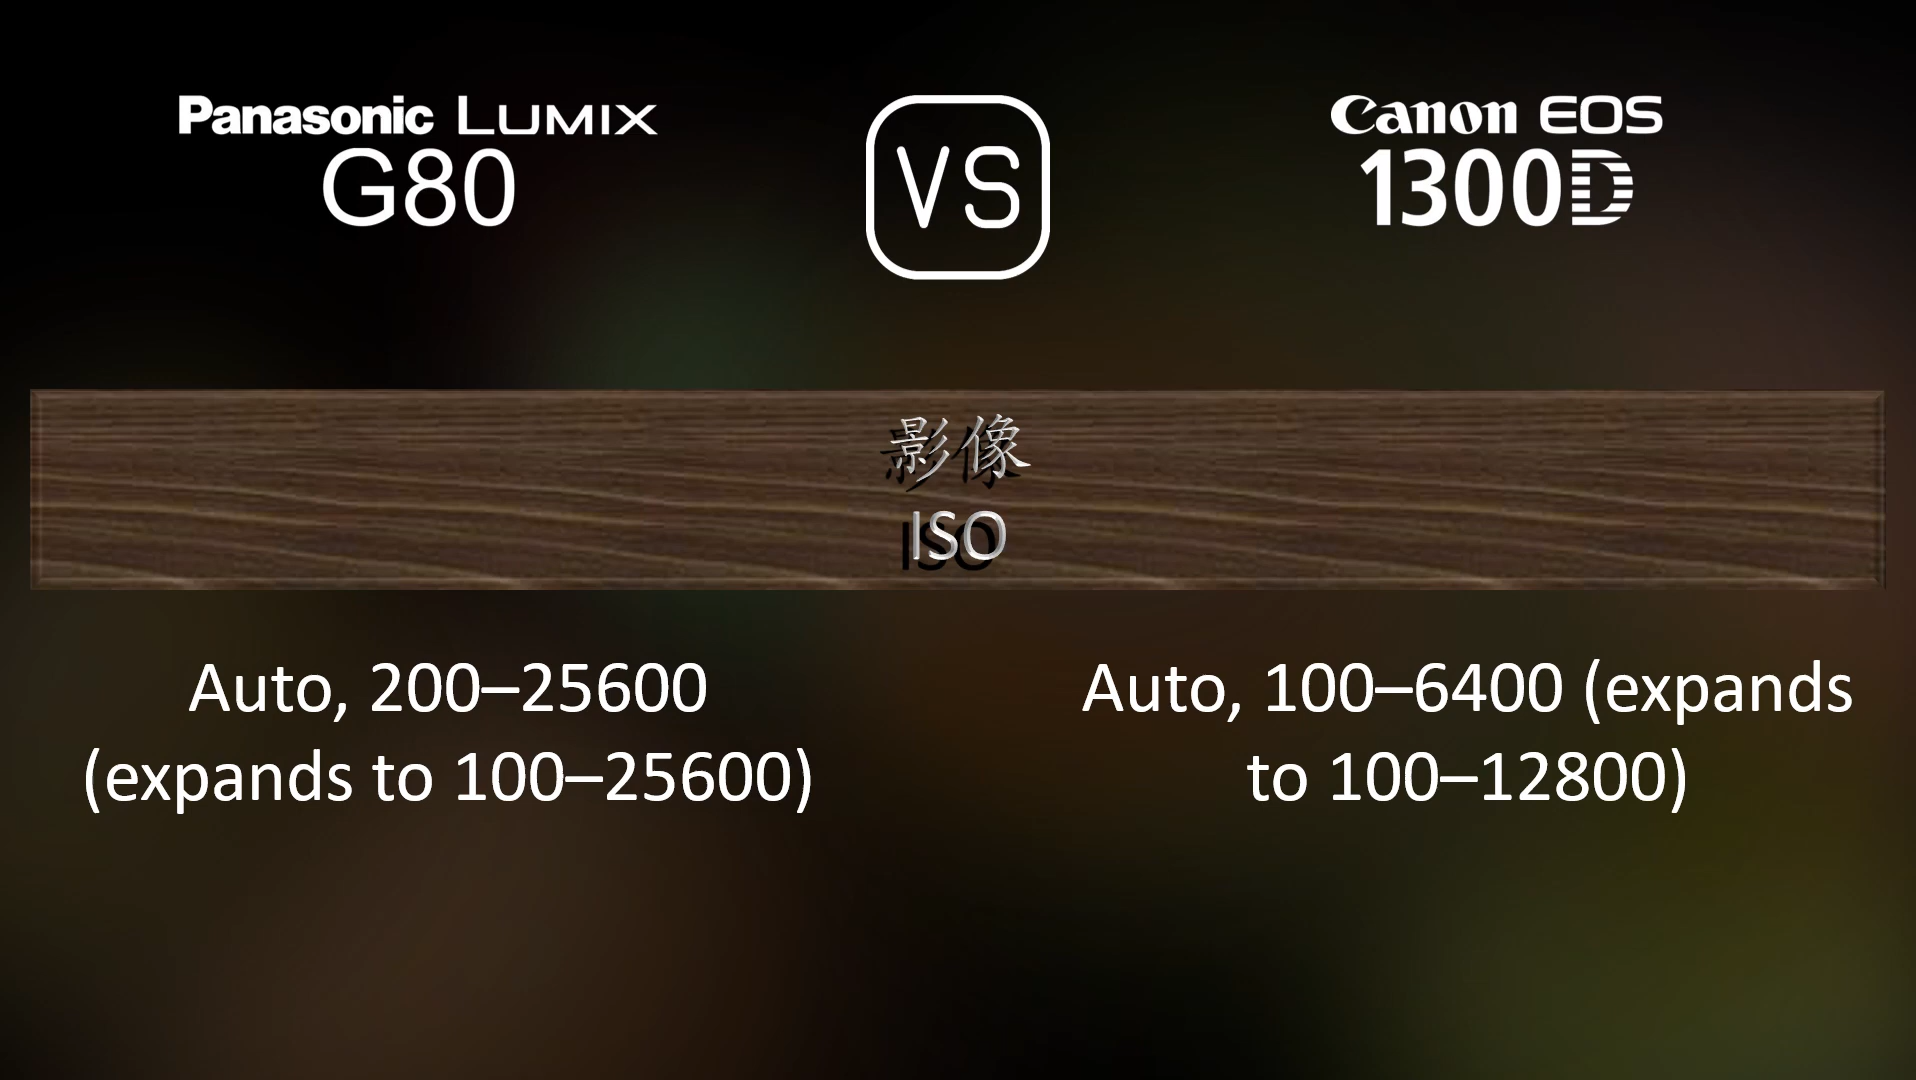 Panasonic LUMIX
G80
VS
Canon EOS
1300D
影像
ISO
Auto, 200–25600
(expands to 100–25600)
Auto, 100–6400 (expands
to 100–12800)